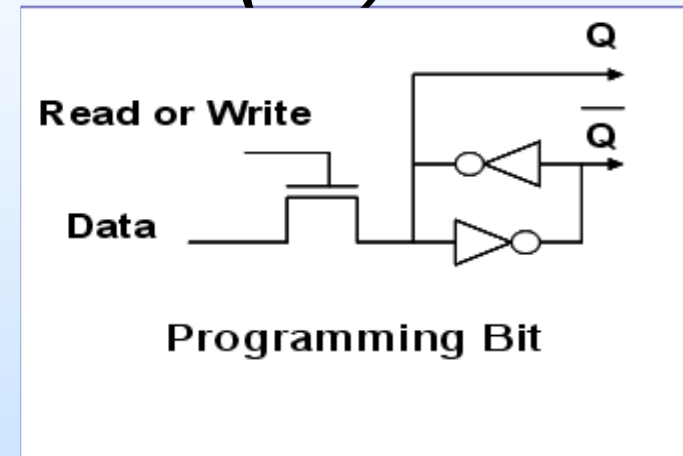 Q
Read or Write
Q̅
Data
Programming Bit